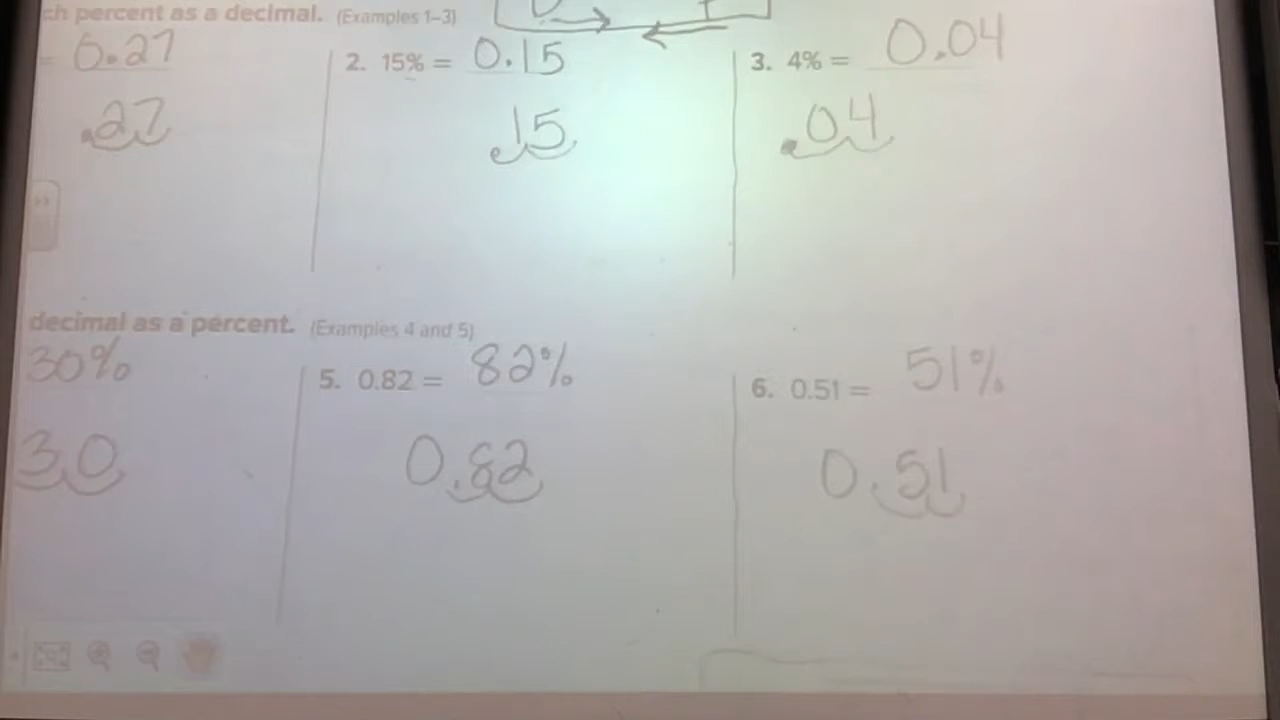 ch percent as a decimal. (Examples 1–3)
= 0.27
2. 15% = 0.15
3. 4% = 0.04
.27
.15
.04
decimal as a percent. (Examples 4 and 5)
30%
5. 0.82 = 82%
6. 0.51 = 51%
30
0.82
0.51